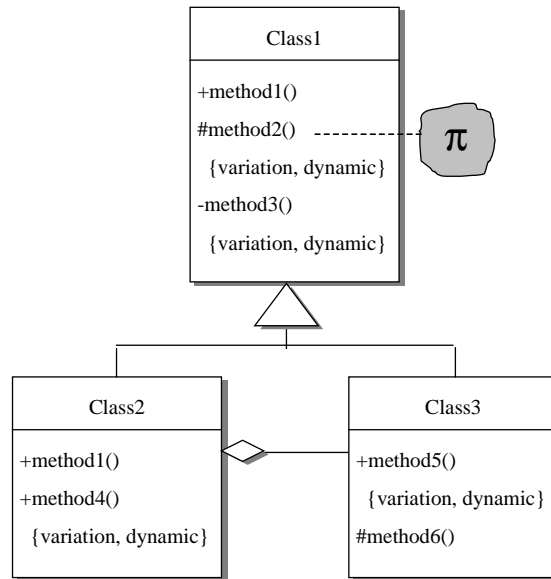 Class1
+method1()
#method2()
{variation, dynamic}
-method3()
{variation, dynamic}
π
Class2
+method1()
+method4()
{variation, dynamic}
Class3
+method5()
{variation, dynamic}
#method6()